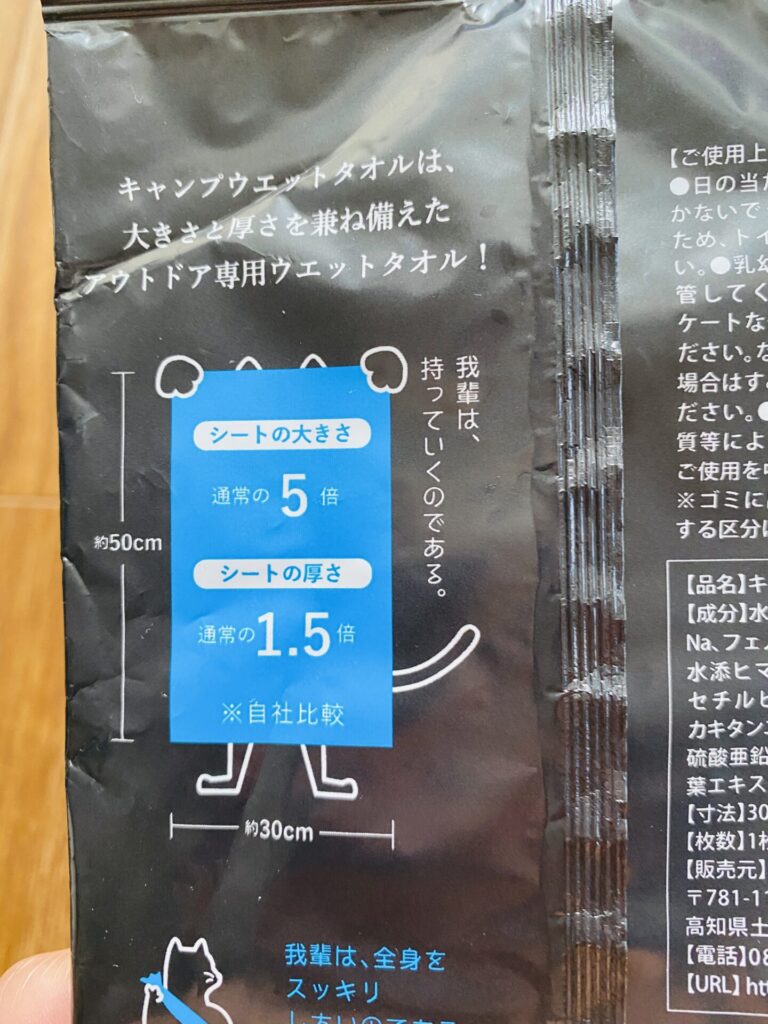 キャンプウエットタオルは、
大きさと厚さを兼ね備えた
アウトドア専用ウエットタオル！
我輩は、
持っていくのである。
シートの大きさ
通常の5倍
シートの厚さ
通常の1.5倍
※自社比較
約50cm
約30cm
我輩は、全身を
スッキリ
【ご使用上
●日の当た
かないで
ため、トイ
い。●乳幼
管してく
ケートな
ださい。な
場合はす
ださい。●
質等によ
ご使用を
※ゴミに
する区分
【品名】キ
【成分】水
Na、フェノ
水添ヒマ
セチルピ
カキタン
硫酸亜鉛
葉エキス
【寸法】30
【枚数】1枚
【販売元】
〒781-11
高知県土
【電話】08
【URL】ht